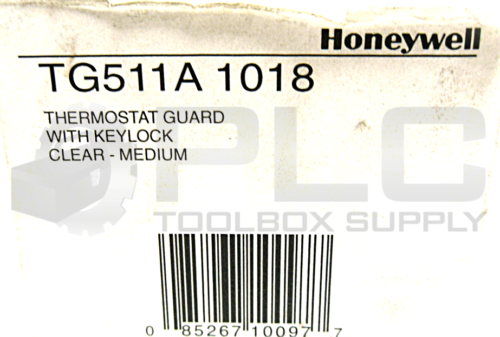 Honeywell
TG511A 1018
THERMOSTAT GUARD
WITH KEYLOCK
CLEAR - MEDIUM
PLC
TOOLBOX SUPPLY
0 85267 10097 7